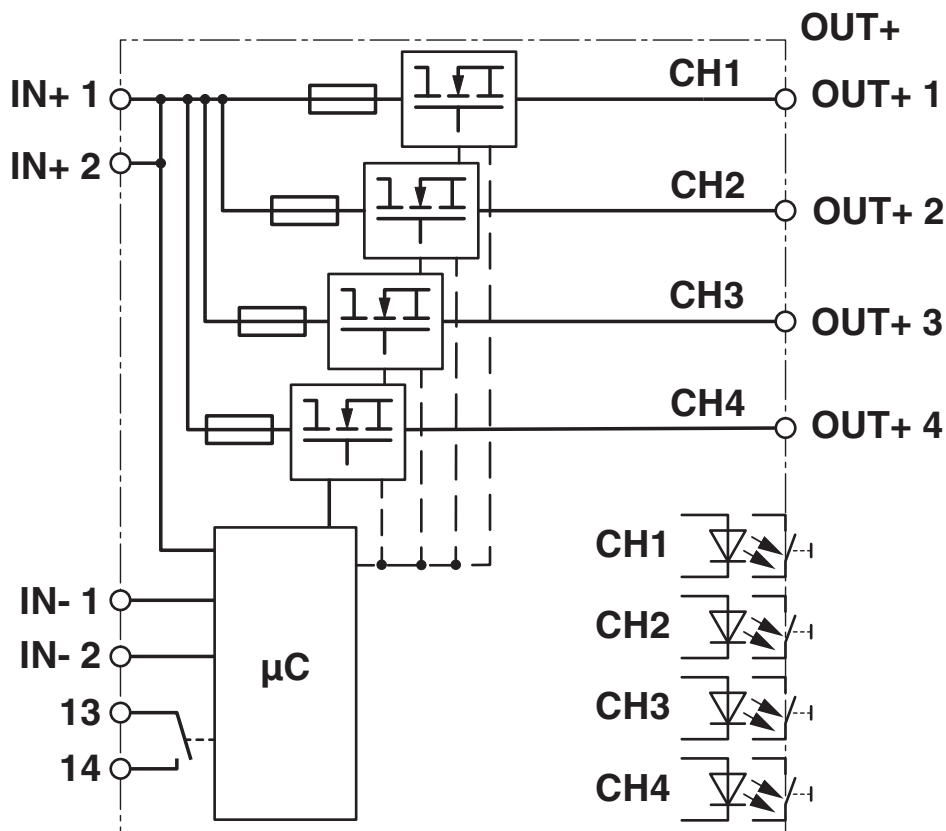 OUT+
IN+ 1
CH1
OUT+ 1
IN+ 2
CH2
OUT+ 2
CH3
OUT+ 3
CH4
OUT+ 4
CH1
IN- 1
CH2
IN- 2
µC
13
CH3
14
CH4